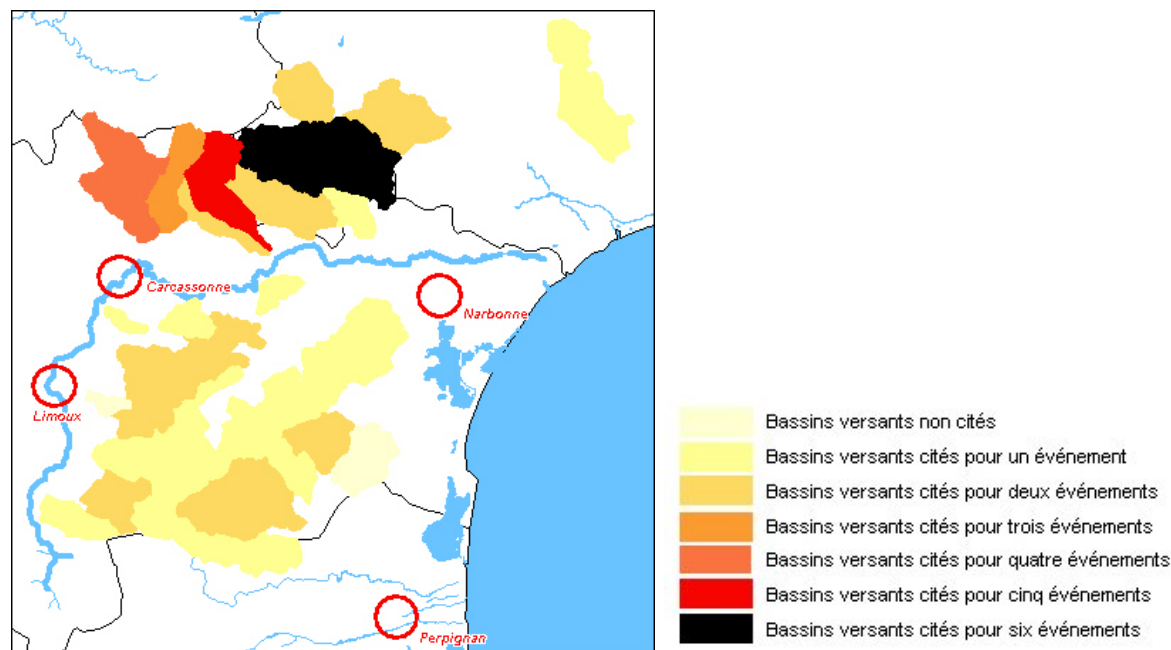 Carcassonne
Narbonne
Limoux
Perpignan
Bassins versants non cités
Bassins versants cités pour un événement
Bassins versants cités pour deux événements
Bassins versants cités pour trois événements
Bassins versants cités pour quatre événements
Bassins versants cités pour cinq événements
Bassins versants cités pour six événements